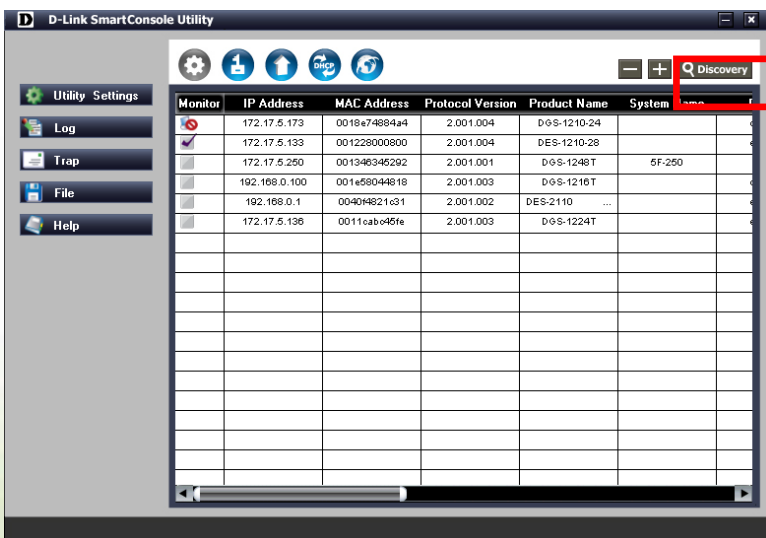 D D-Link SmartConsole Utility
DHCP
Discovery
Utility Settings
Log
Trap
File
Help
Monitor IP Address MAC Address Protocol Version Product Name System Name
172.17.5.173 0018e74884a4 2.001.004 DGS-1210-24
172.17.5.133 001228000800 2.001.004 DES-1210-28
172.17.5.250 001346345292 2.001.001 DGS-1248T 5F-250
192.168.0.100 001e58044818 2.001.003 DGS-1216T
192.168.0.1 0040f4821c31 2.001.002 DES-2110 ...
172.17.5.136 0011cabc45fe 2.001.003 DGS-1224T